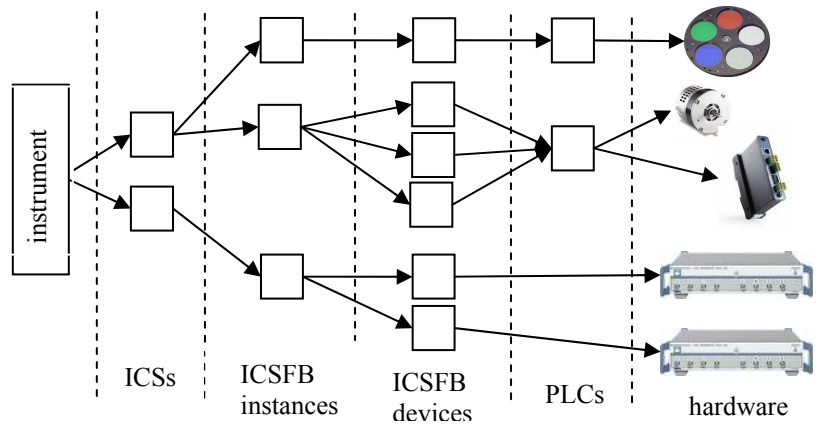 instrument
ICSs
ICSFB
instances
ICSFB
devices
PLCs
hardware